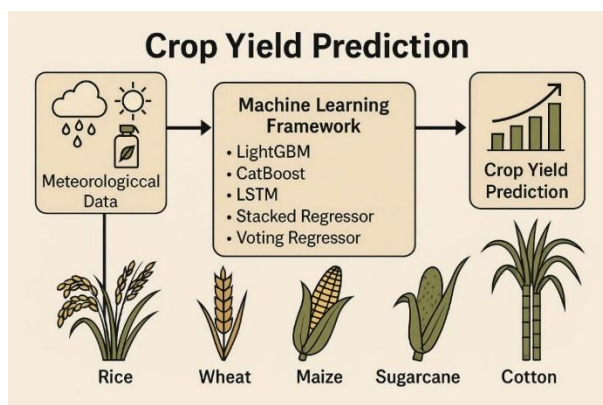 Crop Yield Prediction
Meteorologiccal
Data
Machine Learning
Framework
• LightGBM
• CatBoost
• LSTM
• Stacked Regressor
• Voting Regressor
Crop Yield
Prediction
Rice
Wheat
Maize
Sugarcane
Cotton